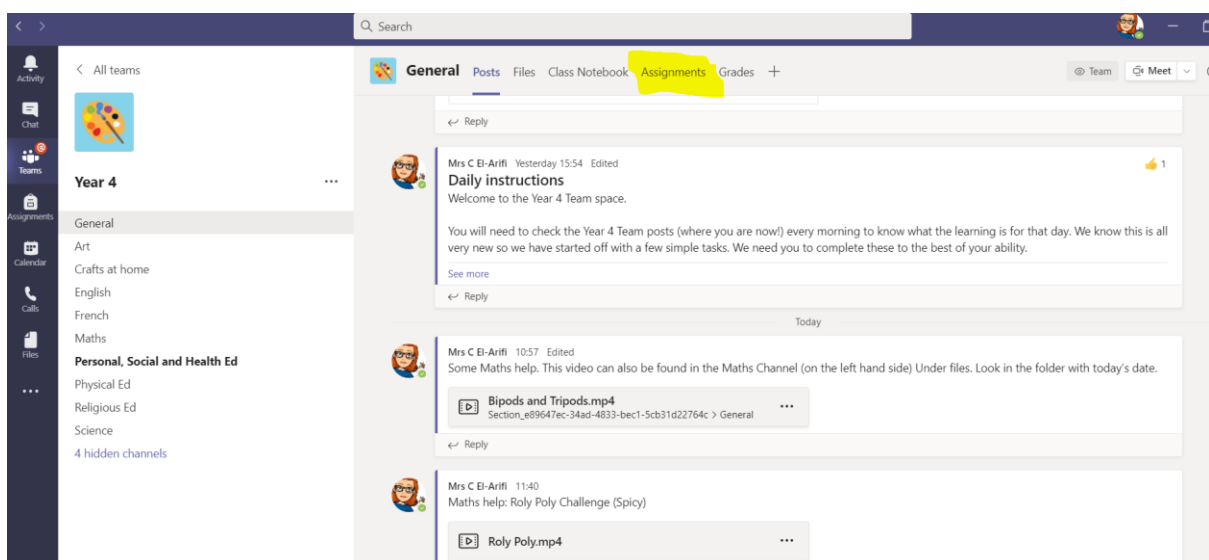 Search
Activity
Chat
Teams
Assignments
Calendar
Calls
Files
...
All teams
Year 4
...
General
Art
Crafts at home
English
French
Maths
Personal, Social and Health Ed
Physical Ed
Religious Ed
Science
4 hidden channels
General Posts Files Class Notebook Assignments Grades +
Team Meet
Reply
Mrs C El-Arifi Yesterday 15:54 Edited
1
Daily instructions
Welcome to the Year 4 Team space.
You will need to check the Year 4 Team posts (where you are now!) every morning to know what the learning is for that day. We know this is all
very new so we have started off with a few simple tasks. We need you to complete these to the best of your ability.
See more
Reply
Today
Mrs C El-Arifi 10:57 Edited
Some Maths help. This video can also be found in the Maths Channel (on the left hand side) Under files. Look in the folder with today's date.
Bipods and Tripods.mp4
Section_e89647ec-34ad-4833-bec1-5cb31d22764c > General
...
Reply
Mrs C El-Arifi 11:40
Maths help: Roly Poly Challenge (Spicy)
Roly Poly.mp4
...